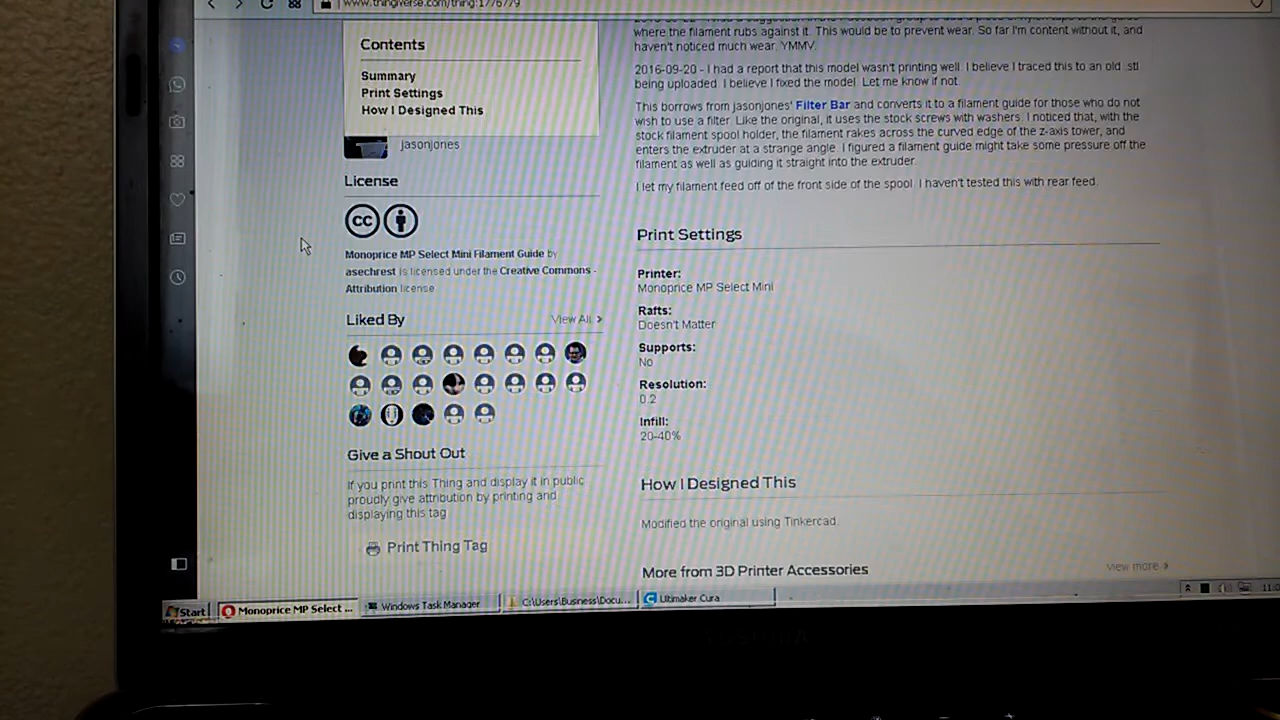 www.thingiverse.com/thing:1776779
Contents
Summary
Print Settings
How I Designed This
jasonjones
License
cc
Monoprice MP Select Mini Filament Guide by
asechrest is licensed under the Creative Commons -
Attribution license
Liked By
View All >
Give a Shout Out
If you print this Thing and display it in public
proudly give attribution by printing and
displaying this tag
Print Thing Tag
where the filament rubs against it. This would be to prevent wear. So far I'm content without it, and
haven't noticed much wear. YMMV.
2016-09-20 - I had a report that this model wasn't printing well. I believe I traced this to an old .stl
being uploaded. I believe I fixed the model. Let me know if not.
This borrows from jasonjones' Filter Bar and converts it to a filament guide for those who do not
wish to use a filter. Like the original, it uses the stock screws with washers. I noticed that, with the
stock filament spool holder, the filament rakes across the curved edge of the z-axis tower, and
enters the extruder at a strange angle. I figured a filament guide might take some pressure off the
filament as well as guiding it straight into the extruder.
I let my filament feed off of the front side of the spool. I haven't tested this with rear feed.
Print Settings
Printer:
Monoprice MP Select Mini
Rafts:
Doesn't Matter
Supports:
No
Resolution:
0.2
Infill:
20-40%
How I Designed This
Modified the original using Tinkercad.
More from 3D Printer Accessories
view more >
Start
Monoprice MP Select ...
Windows Task Manager
C:\Users\Business\Docu...
Ultimaker Cura